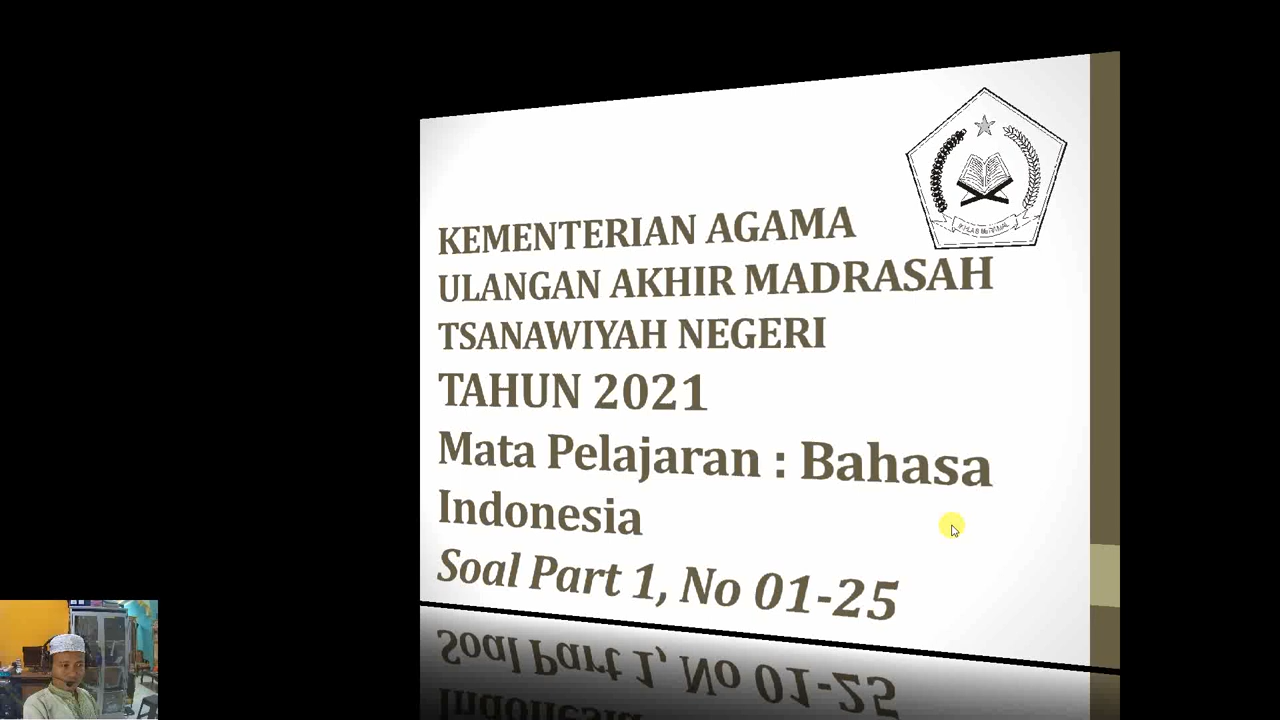 KEMENTERIAN AGAMA
ULANGAN AKHIR MADRASAH
TSANAWIYAH NEGERI
TAHUN 2021
Mata Pelajaran : Bahasa
Indonesia
Soal Part 1, No 01-25